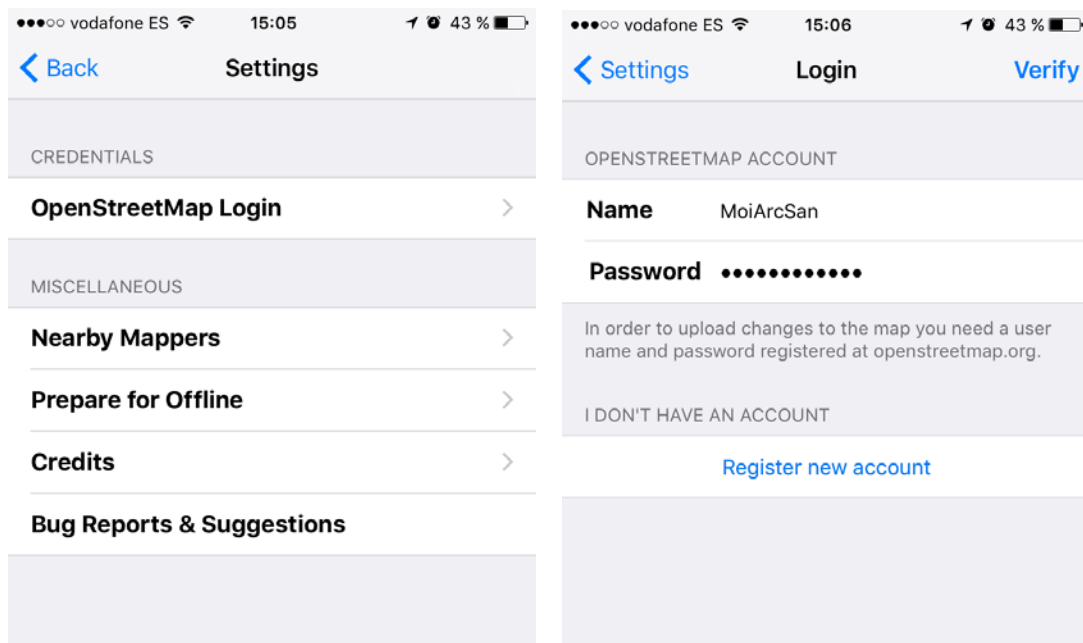 vodafone ES 15:05 43 %
Back Settings
CREDENTIALS
OpenStreetMap Login
MISCELLANEOUS
Nearby Mappers
Prepare for Offline
Credits
Bug Reports & Suggestions
vodafone ES 15:06 43 %
Settings Login Verify
OPENSTREETMAP ACCOUNT
Name MoiArcSan
Password ••••••••••••
In order to upload changes to the map you need a user
name and password registered at openstreetmap.org.
I DON'T HAVE AN ACCOUNT
Register new account